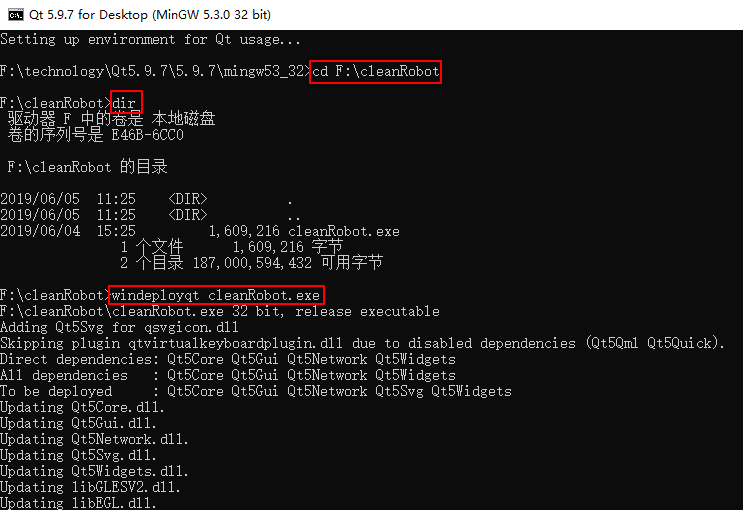 Qt 5.9.7 for Desktop (MinGW 5.3.0 32 bit)
Setting up environment for Qt usage...
F:\technology\Qt5.9.7\5.9.7\mingw53_32>cd F:\cleanRobot
F:\cleanRobot>dir
驱动器 F 中的卷是 本地磁盘
卷的序列号是 E46B-6CC0
F:\cleanRobot 的目录
2019/06/05  11:25    <DIR>          .
2019/06/05  11:25    <DIR>          ..
2019/06/04  15:25         1,609,216 cleanRobot.exe
1 个文件      1,609,216 字节
2 个目录 187,000,594,432 可用字节
F:\cleanRobot>windeployqt cleanRobot.exe
F:\cleanRobot\cleanRobot.exe 32 bit, release executable
Adding Qt5Svg for qsvgicon.dll
Skipping plugin qtvirtualkeyboardplugin.dll due to disabled dependencies (Qt5Qml Qt5Quick).
Direct dependencies: Qt5Core Qt5Gui Qt5Network Qt5Widgets
All dependencies   : Qt5Core Qt5Gui Qt5Network Qt5Widgets
To be deployed     : Qt5Core Qt5Gui Qt5Network Qt5Svg Qt5Widgets
Updating Qt5Core.dll.
Updating Qt5Gui.dll.
Updating Qt5Network.dll.
Updating Qt5Svg.dll.
Updating Qt5Widgets.dll.
Updating libGLESV2.dll.
Updating libEGL.dll.